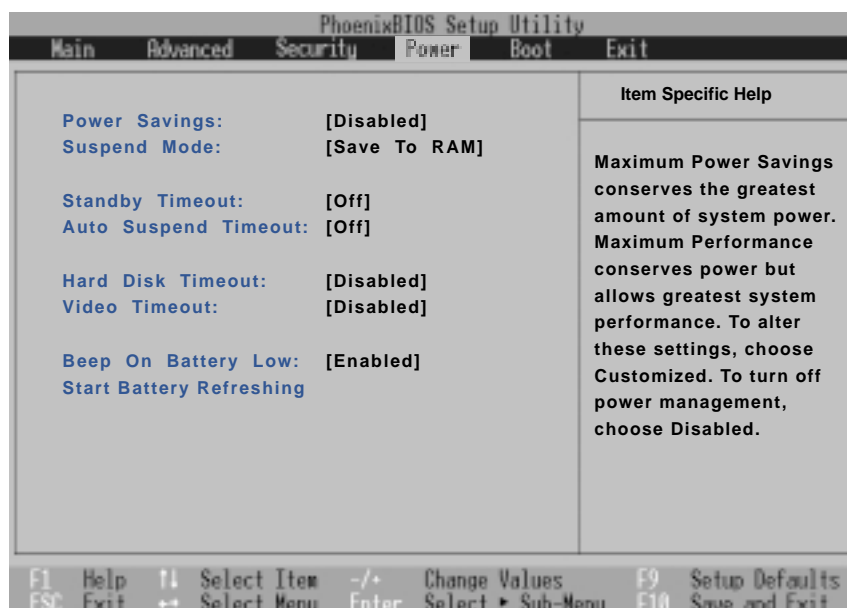 PhoenixBIOS Setup Utility
Main Advanced Security Power Boot Exit
Item Specific Help
Power Savings: [Disabled]
Suspend Mode: [Save To RAM]
Standby Timeout: [Off]
Auto Suspend Timeout: [Off]
Hard Disk Timeout: [Disabled]
Video Timeout: [Disabled]
Beep On Battery Low: [Enabled]
Start Battery Refreshing
Maximum Power Savings
conserves the greatest
amount of system power.
Maximum Performance
conserves power but
allows greatest system
performance. To alter
these settings, choose
Customized. To turn off
power management,
choose Disabled.
F1 Help ↑↓ Select Item -/+ Change Values F9 Setup Defaults
ESC Exit ↔ Select Menu Enter Select ► Sub-Menu F10 Save and Exit